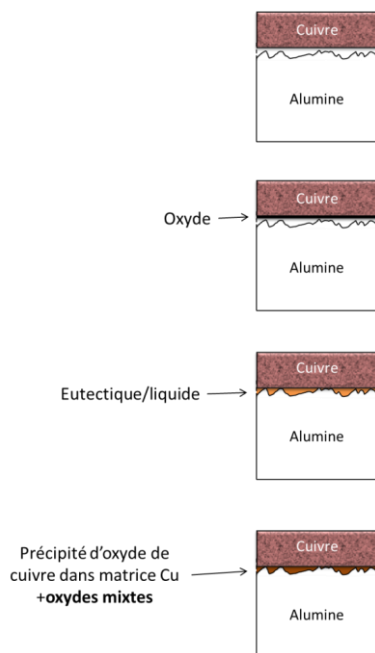 Cuivre
Alumine
Cuivre
Oxyde
Alumine
Cuivre
Eutectique/liquide
Alumine
Cuivre
Précipité d'oxyde de
cuivre dans matrice Cu
+oxydes mixtes
Alumine